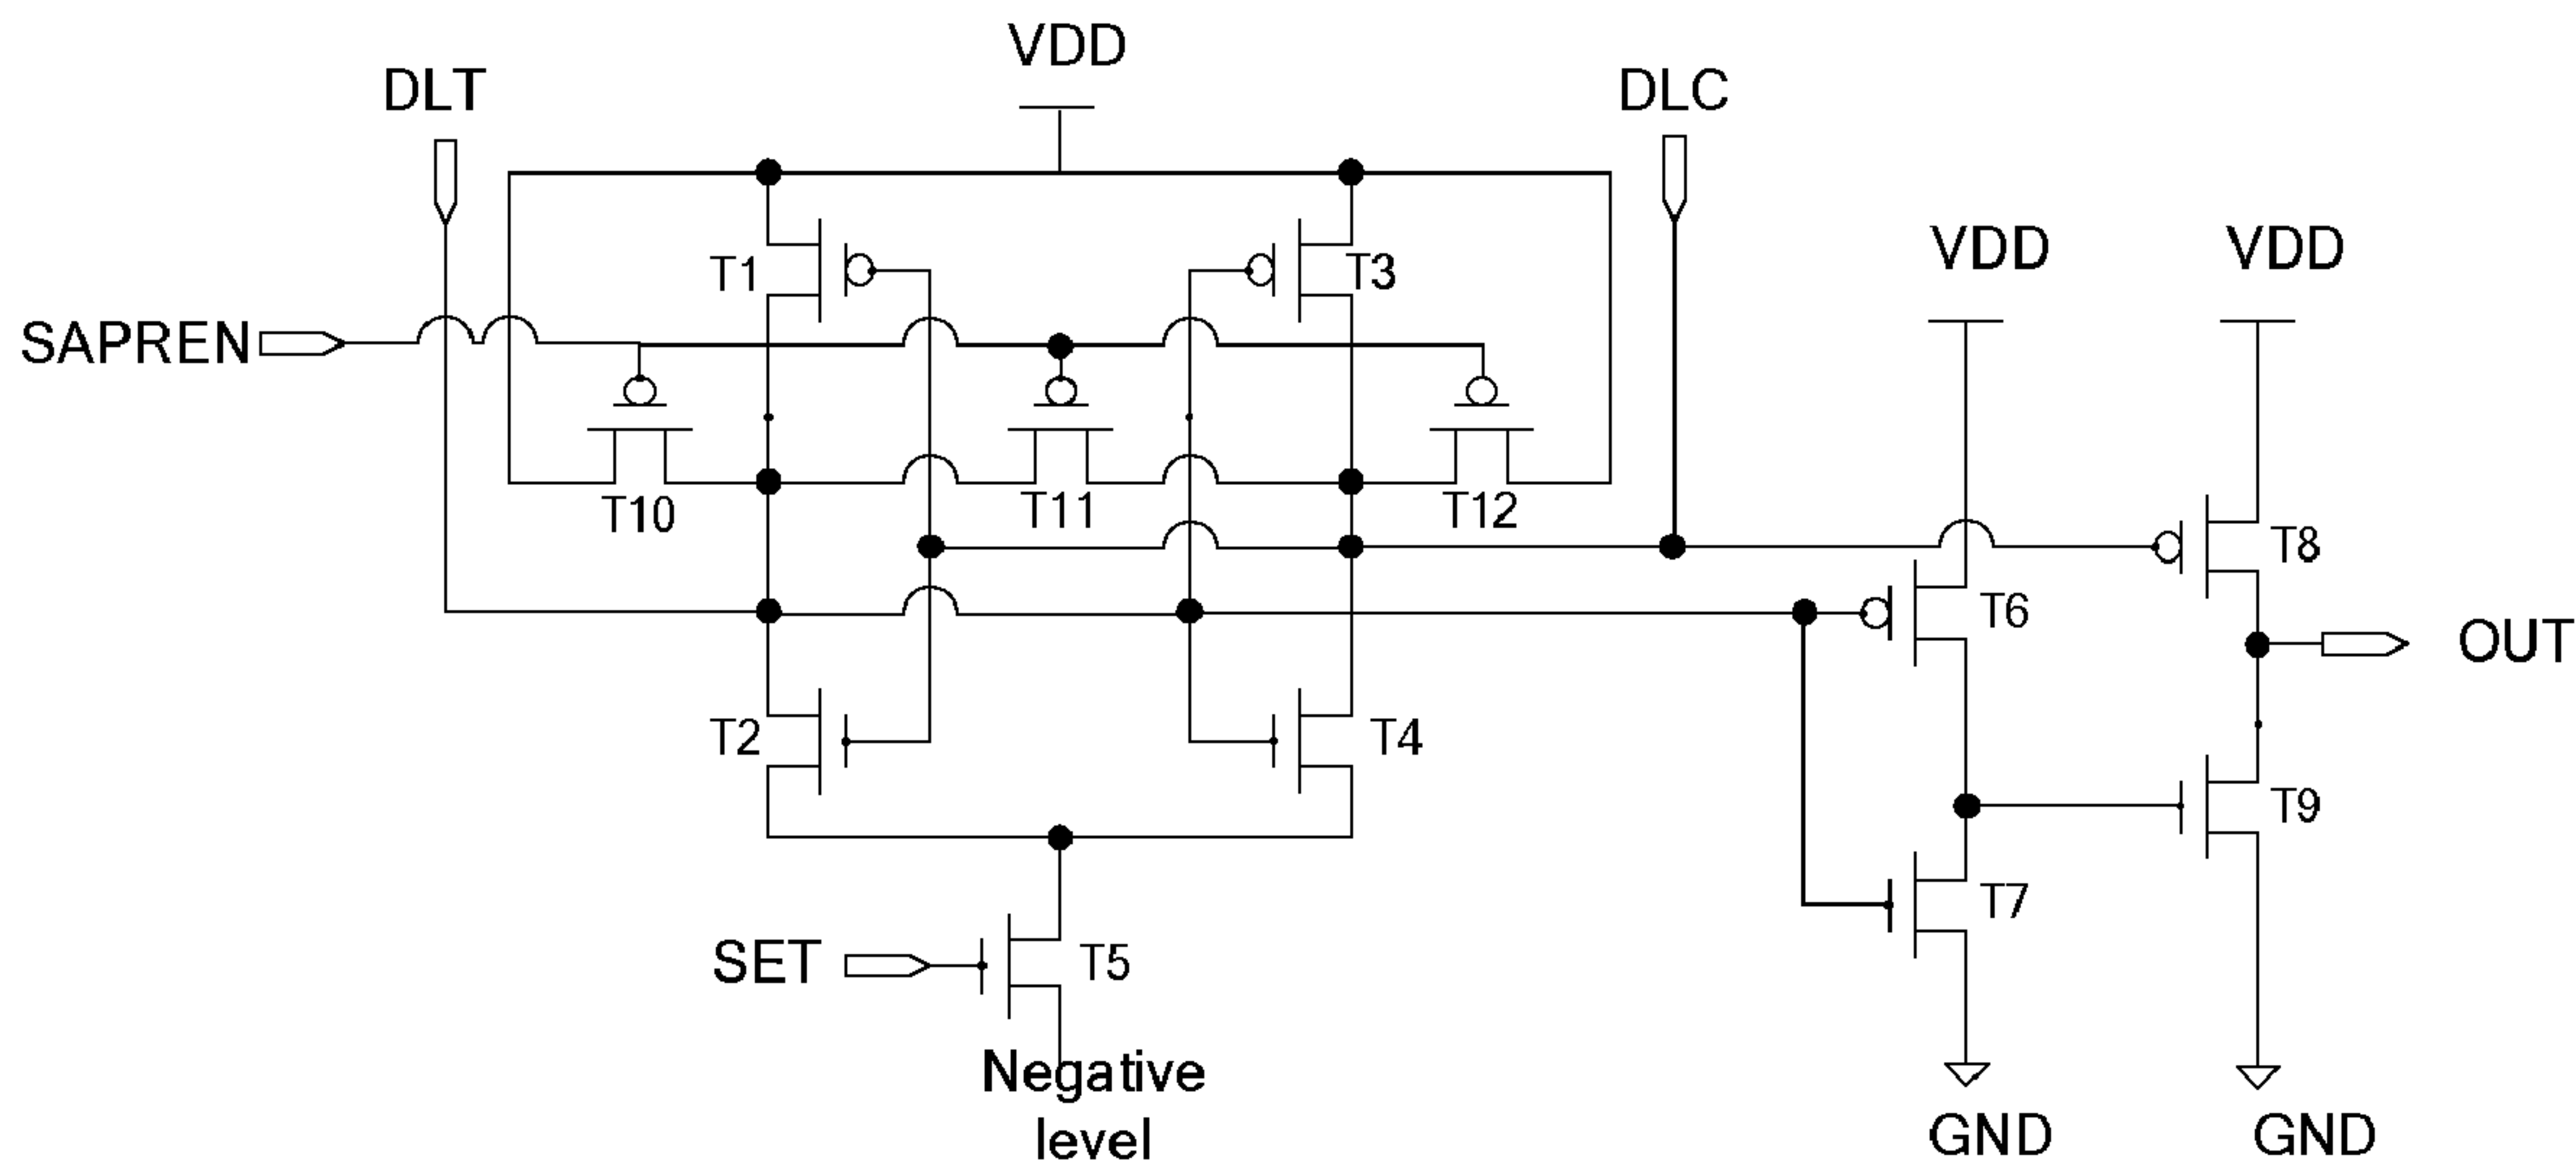 VDD
DLT
DLC
VDD
VDD
T1
T3
SAPREN
T10
T11
T12
T8
T6
OUT
T2
T4
T9
T7
SET
T5
Negative
level
GND
GND